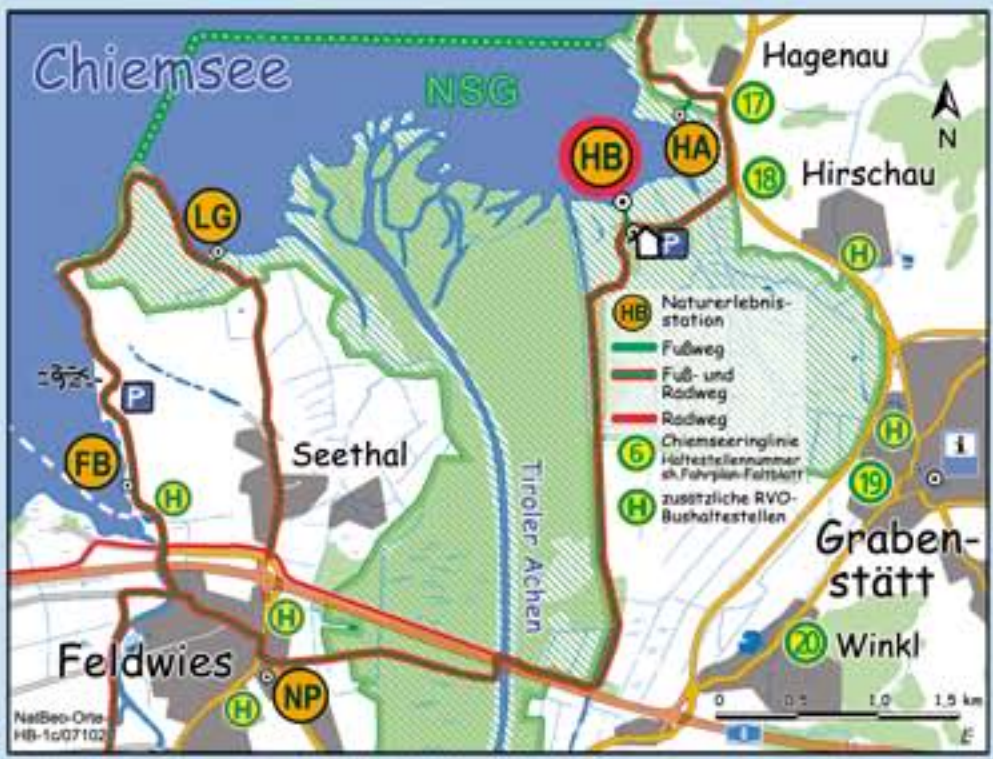 Chiemsee
NSG
Hagenau
17
N
HB
HA
18
Hirschau
LG
H
P
HB
Naturerlebnis-
station
Fußweg
Fuß- und
Radweg
Radweg
6
Chiemseeringlinie
Haltestellennummer
sh. Fahrplan-Faltblatt
H
zusätzliche RVO-
Bushaltestellen
P
FB
Seethal
H
H
i
19
Tiroler Achen
Graben-
stätt
H
Feldwies
20
Winkl
NP
H
0 0,5 1,0 1,5 km
NatBeo-Orte-
HB-1c/07102
E